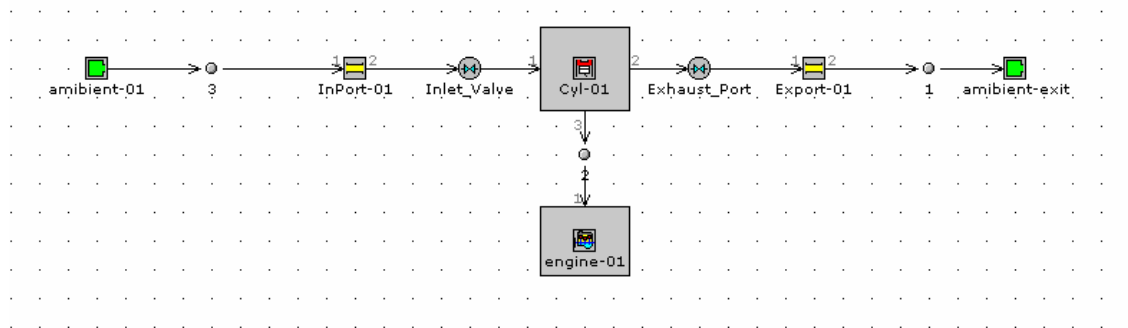 1 2 1 2 1 2
amibient-01 3 InPort-01 Inlet_Valve Cyl-01 Exhaust_Port Export-01 1 amibient-exit
3
2
1
engine-01